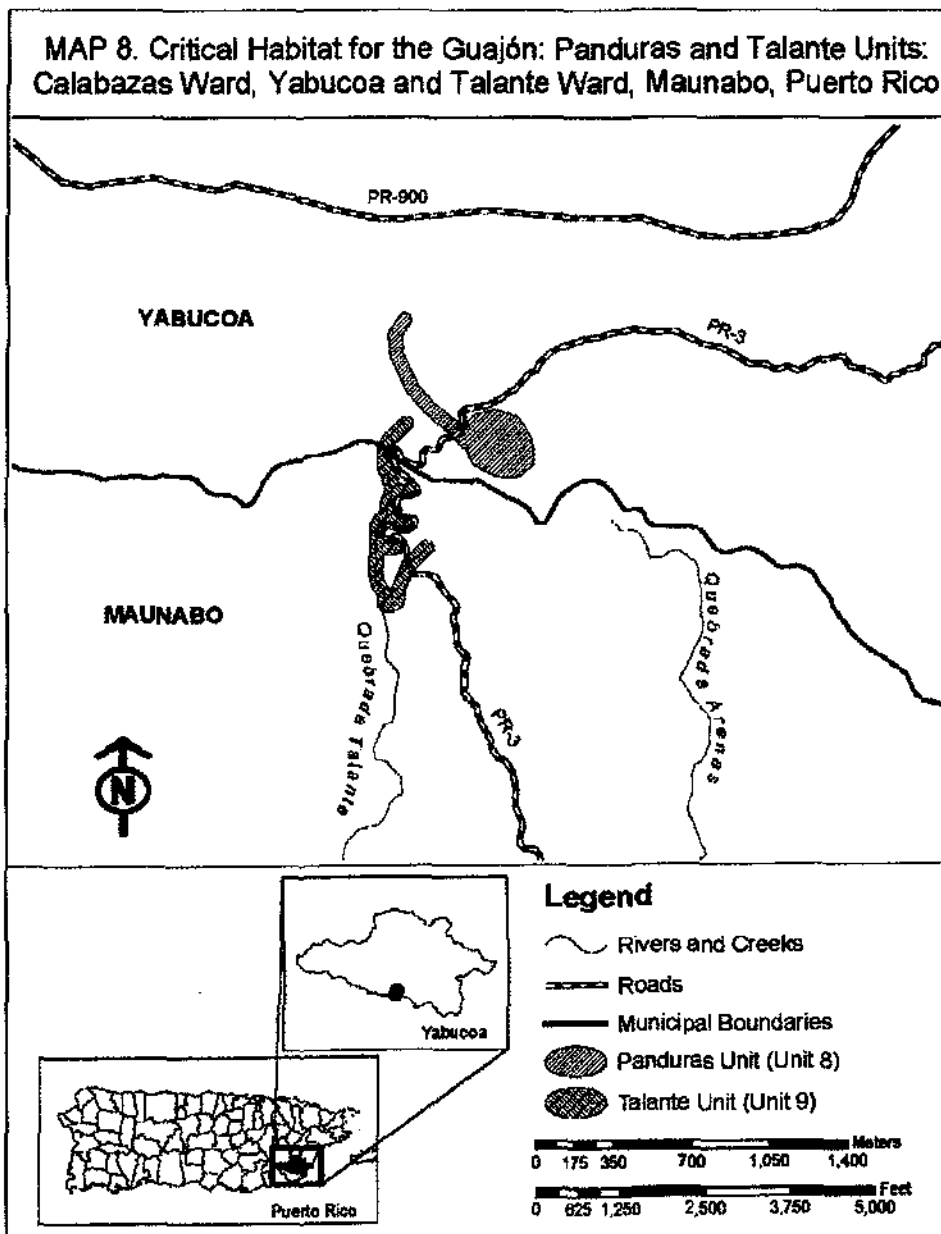 MAP 8. Critical Habitat for the Guajón: Panduras and Talante Units:
Calabazas Ward, Yabucoa and Talante Ward, Maunabo, Puerto Rico
PR-900
YABUCOA
PR-3
MAUNABO
Quebrada Talante
PR-3
Quebrada Arenas
N
Legend
Rivers and Creeks
Roads
Municipal Boundaries
Panduras Unit (Unit 8)
Talante Unit (Unit 9)
Meters
0 175 350 700 1,050 1,400
Feet
0 625 1,250 2,500 3,750 5,000
Yabucoa
Puerto Rico